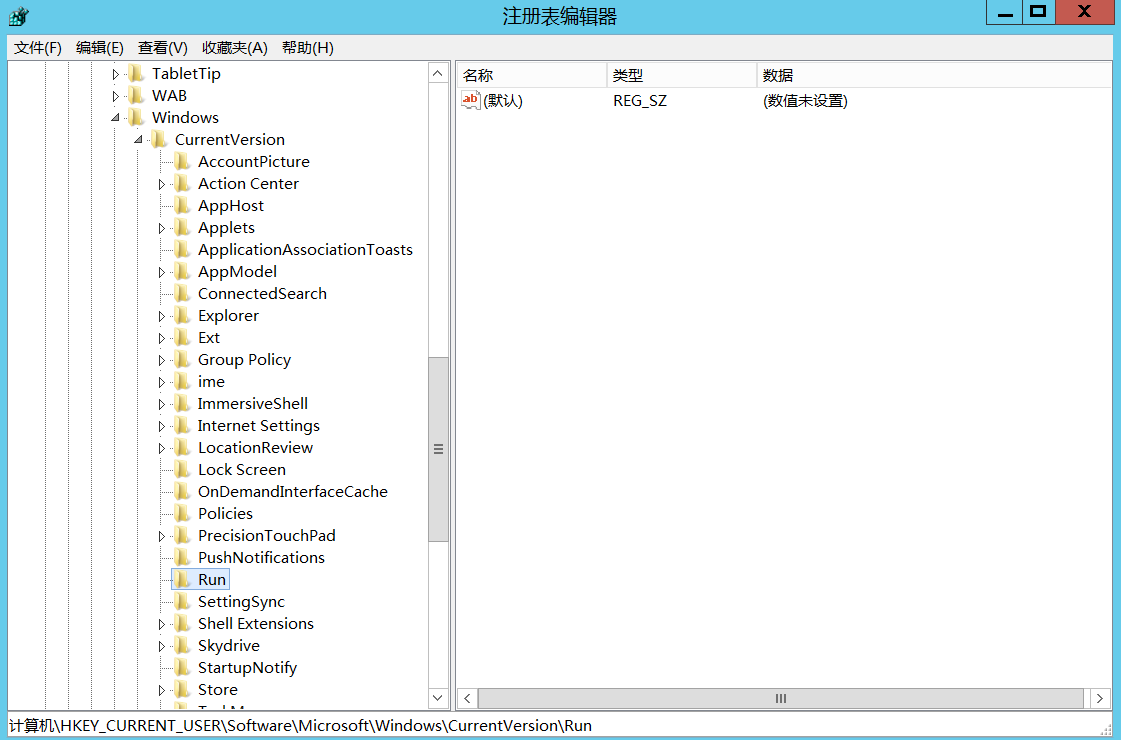 注册表编辑器
文件(F) 编辑(E) 查看(V) 收藏夹(A) 帮助(H)
TabletTip
WAB
Windows
CurrentVersion
AccountPicture
Action Center
AppHost
Applets
ApplicationAssociationToasts
AppModel
ConnectedSearch
Explorer
Ext
Group Policy
ime
ImmersiveShell
Internet Settings
LocationReview
Lock Screen
OnDemandInterfaceCache
Policies
PrecisionTouchPad
PushNotifications
Run
SettingSync
Shell Extensions
Skydrive
StartupNotify
Store
名称 类型 数据
ab (默认) REG_SZ (数值未设置)
计算机\HKEY_CURRENT_USER\Software\Microsoft\Windows\CurrentVersion\Run